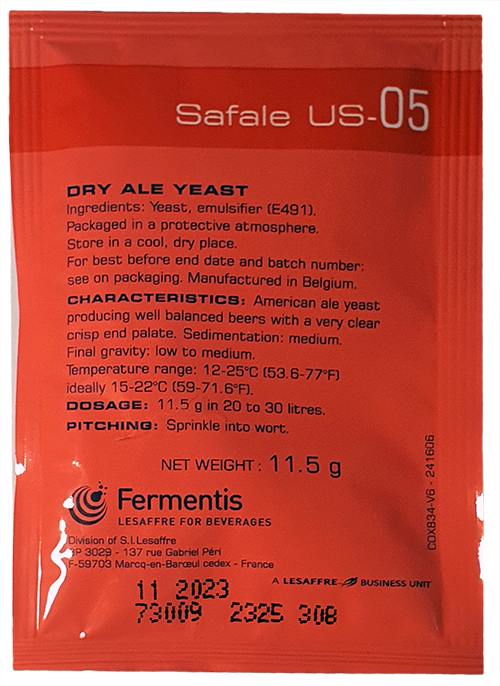 Safale US-05
DRY ALE YEAST
Ingredients: Yeast, emulsifier (E491).
Packaged in a protective atmosphere.
Store in a cool, dry place.
For best before end date and batch number:
see on packaging. Manufactured in Belgium.
CHARACTERISTICS: American ale yeast
producing well balanced beers with a very clear
crisp end palate. Sedimentation: medium.
Final gravity: low to medium.
Temperature range: 12-25°C (53.6-77°F)
ideally 15-22°C (59-71.6°F).
DOSAGE: 11.5 g in 20 to 30 litres.
PITCHING: Sprinkle into wort.
NET WEIGHT : 11.5 g
COX834-V6 - 241606
Fermentis
LESAFFRE FOR BEVERAGES
Division of S.I.Lesaffre
BP 3029 - 137 rue Gabriel Péri
F-59703 Marcq-en-Barœul cedex - France
A LESAFFRE BUSINESS UNIT
11 2023
73009 2325 308